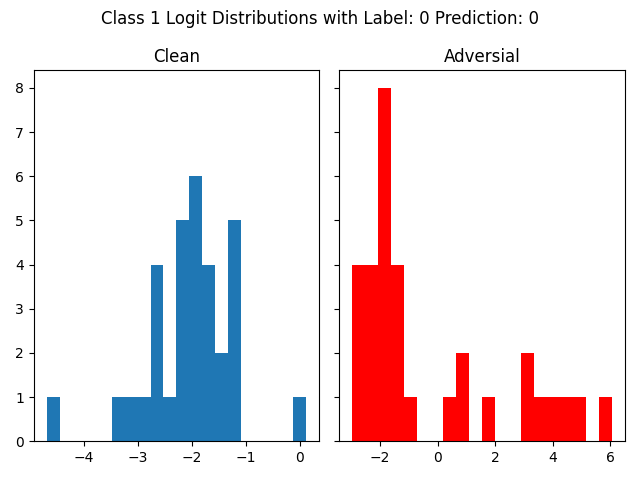 Class 1 Logit Distributions with Label: 0 Prediction: 0
Clean
Adversial
8
7
6
5
4
3
2
1
0
−4 −3 −2 −1 0
−2 0 2 4 6